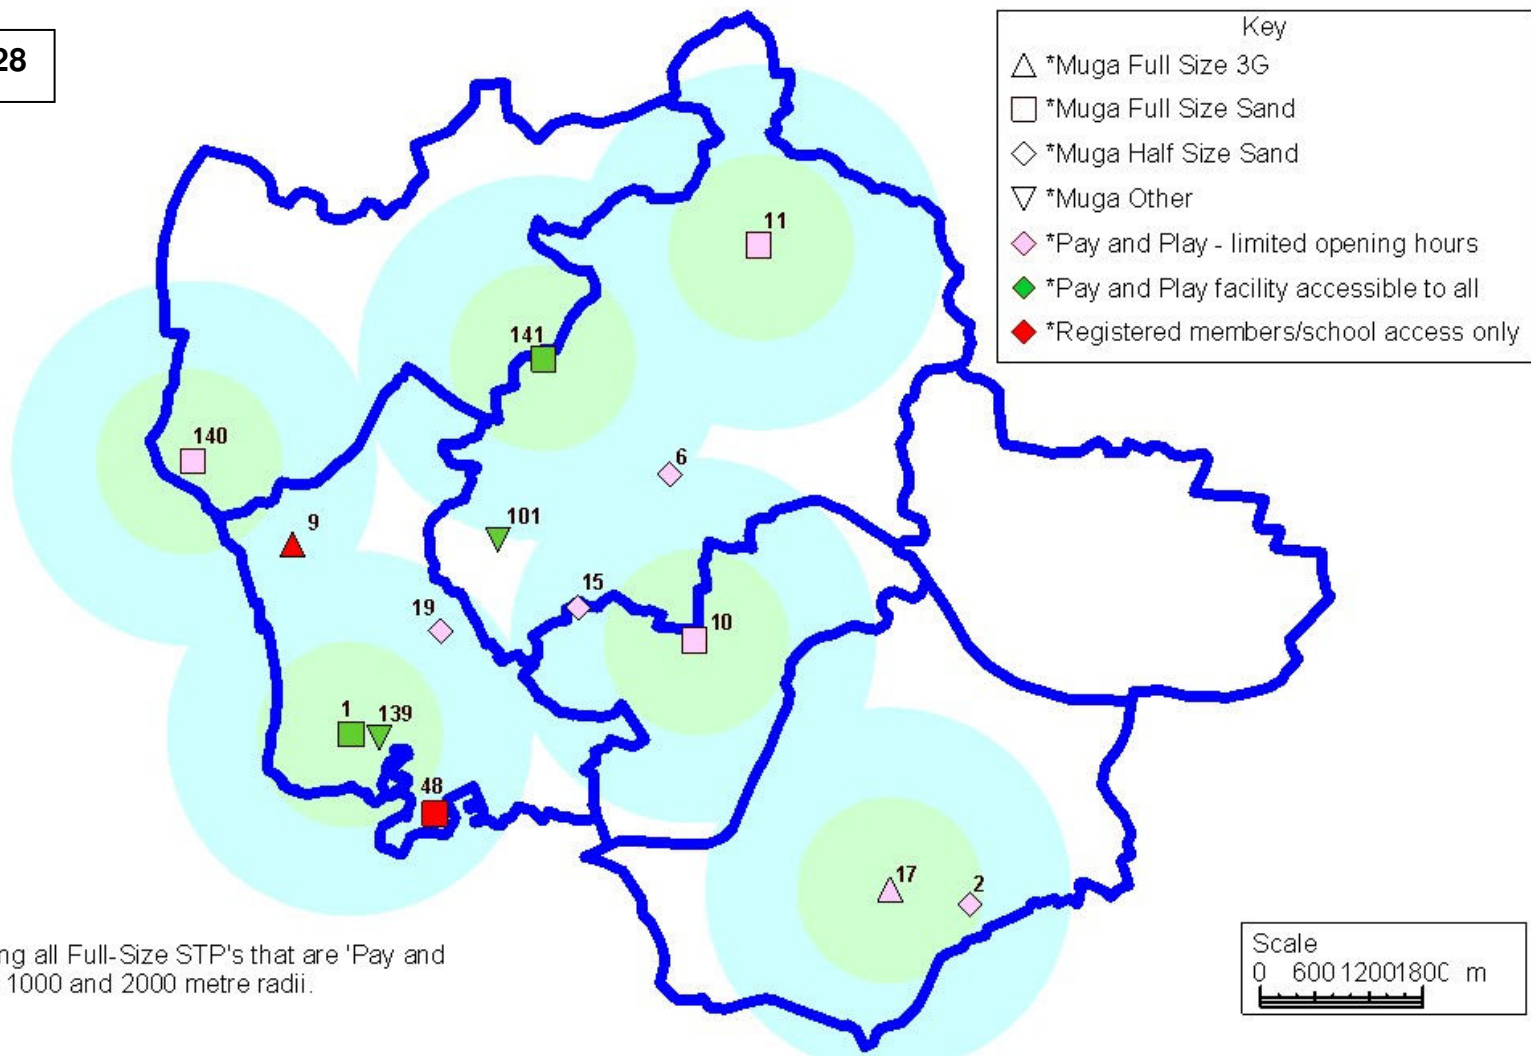 28
Key
*Muga Full Size 3G
*Muga Full Size Sand
*Muga Half Size Sand
*Muga Other
*Pay and Play - limited opening hours
*Pay and Play facility accessible to all
*Registered members/school access only
11
141
140
6
9
101
15
19
10
1
139
48
17
2
ng all Full-Size STP's that are 'Pay and
1000 and 2000 metre radii.
Scale
0 600 1200 1800 m